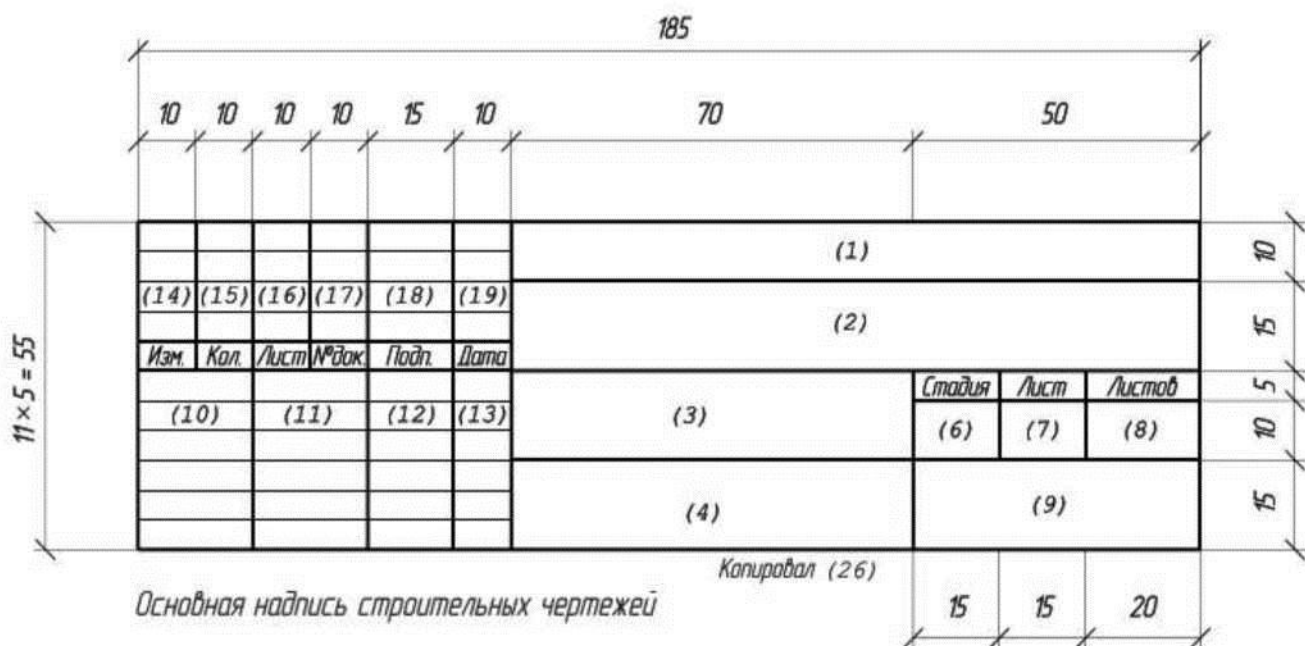 185
10 10 10 10 15 10 70 50
(1) 10
(14) (15) (16) (17) (18) (19)
(2) 15
11×5=55
Изм. Кол. Лист №док. Подп. Дата
Стадия Лист Листов 5
(10) (11) (12) (13) (3) (6) (7) (8) 10
(4) (9) 15
Копировал (26)
Основная надпись строительных чертежей
15 15 20